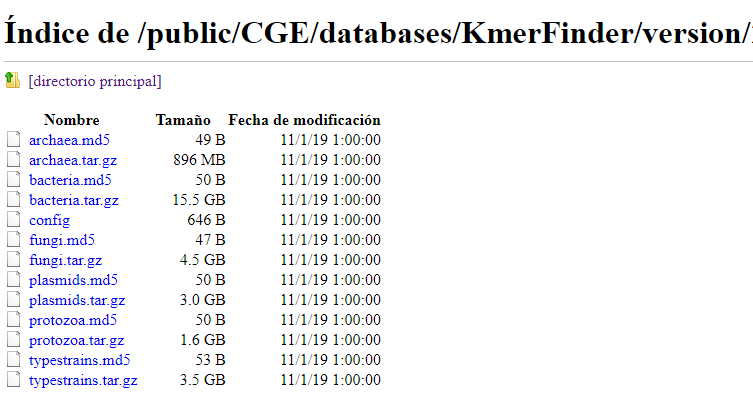 Índice de /public/CGE/databases/KmerFinder/version/
[directorio principal]
Nombre Tamaño Fecha de modificación
archaea.md5 49 B 11/1/19 1:00:00
archaea.tar.gz 896 MB 11/1/19 1:00:00
bacteria.md5 50 B 11/1/19 1:00:00
bacteria.tar.gz 15.5 GB 11/1/19 1:00:00
config 646 B 11/1/19 1:00:00
fungi.md5 47 B 11/1/19 1:00:00
fungi.tar.gz 4.5 GB 11/1/19 1:00:00
plasmids.md5 50 B 11/1/19 1:00:00
plasmids.tar.gz 3.0 GB 11/1/19 1:00:00
protozoa.md5 50 B 11/1/19 1:00:00
protozoa.tar.gz 1.6 GB 11/1/19 1:00:00
typestrains.md5 53 B 11/1/19 1:00:00
typestrains.tar.gz 3.5 GB 11/1/19 1:00:00